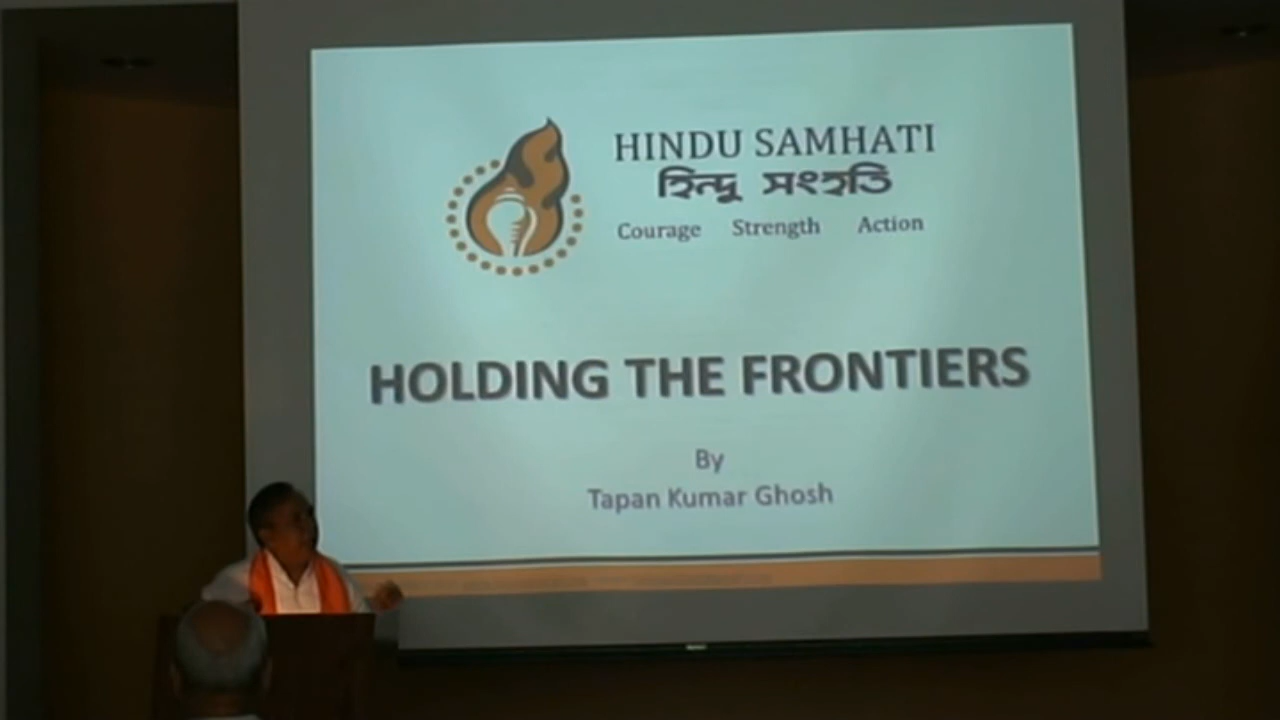 HINDU SAMHATI
হিন্দু সংহতি
Courage Strength Action
HOLDING THE FRONTIERS
By
Tapan Kumar Ghosh